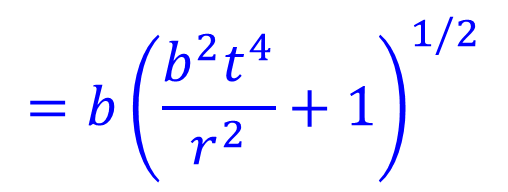 = b (b²t⁴/r² + 1)^{1/2}